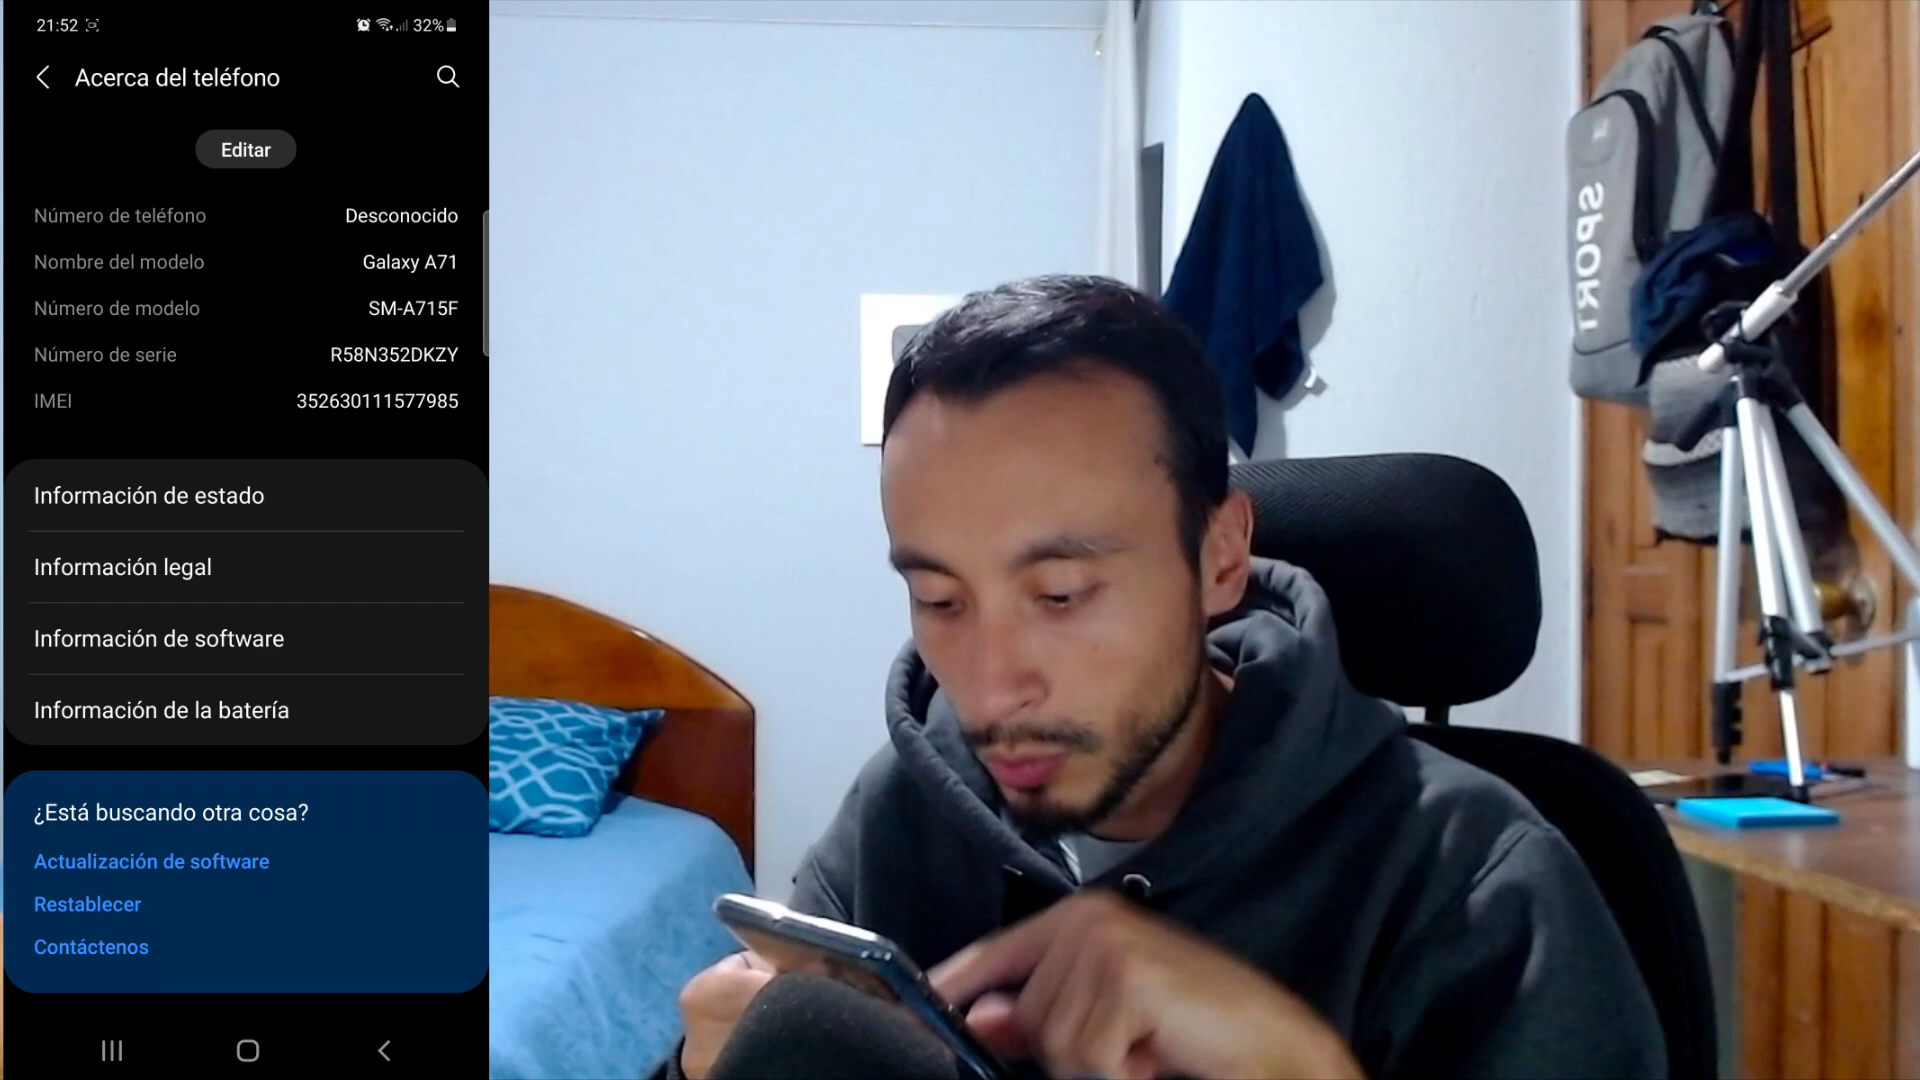 21:52
32%
Acerca del teléfono
Editar
Número de teléfono Desconocido
Nombre del modelo Galaxy A71
Número de modelo SM-A715F
Número de serie R58N352DKZY
IMEI 352630111577985
Información de estado
Información legal
Información de software
Información de la batería
¿Está buscando otra cosa?
Actualización de software
Restablecer
Contáctenos
SPORT